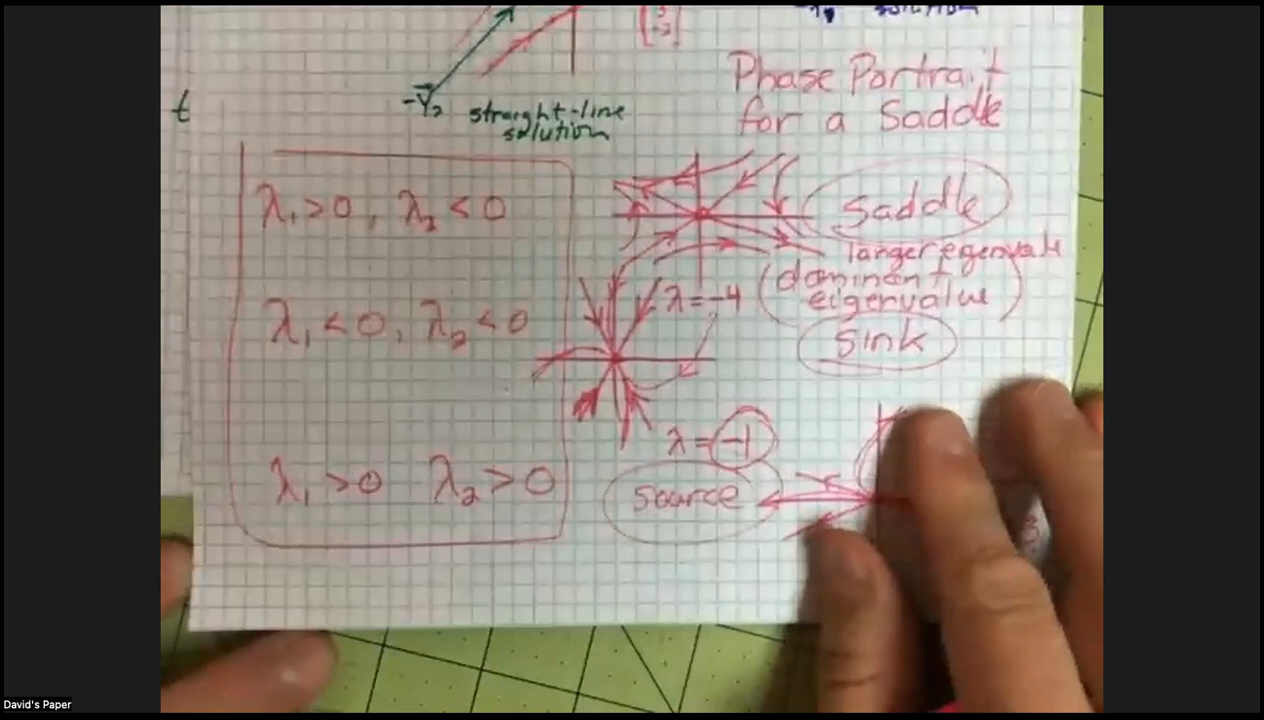 solution
-Y₂
straight-line
solution
Phase Portrait
for a Saddle
t
λ₁>0, λ₂<0
Saddle
larger eigenvalue
(dominant
eigenvalue)
λ=-4
λ₁<0, λ₂<0
Sink
λ=-1
λ₁>0 λ₂>0
Source
David's Paper